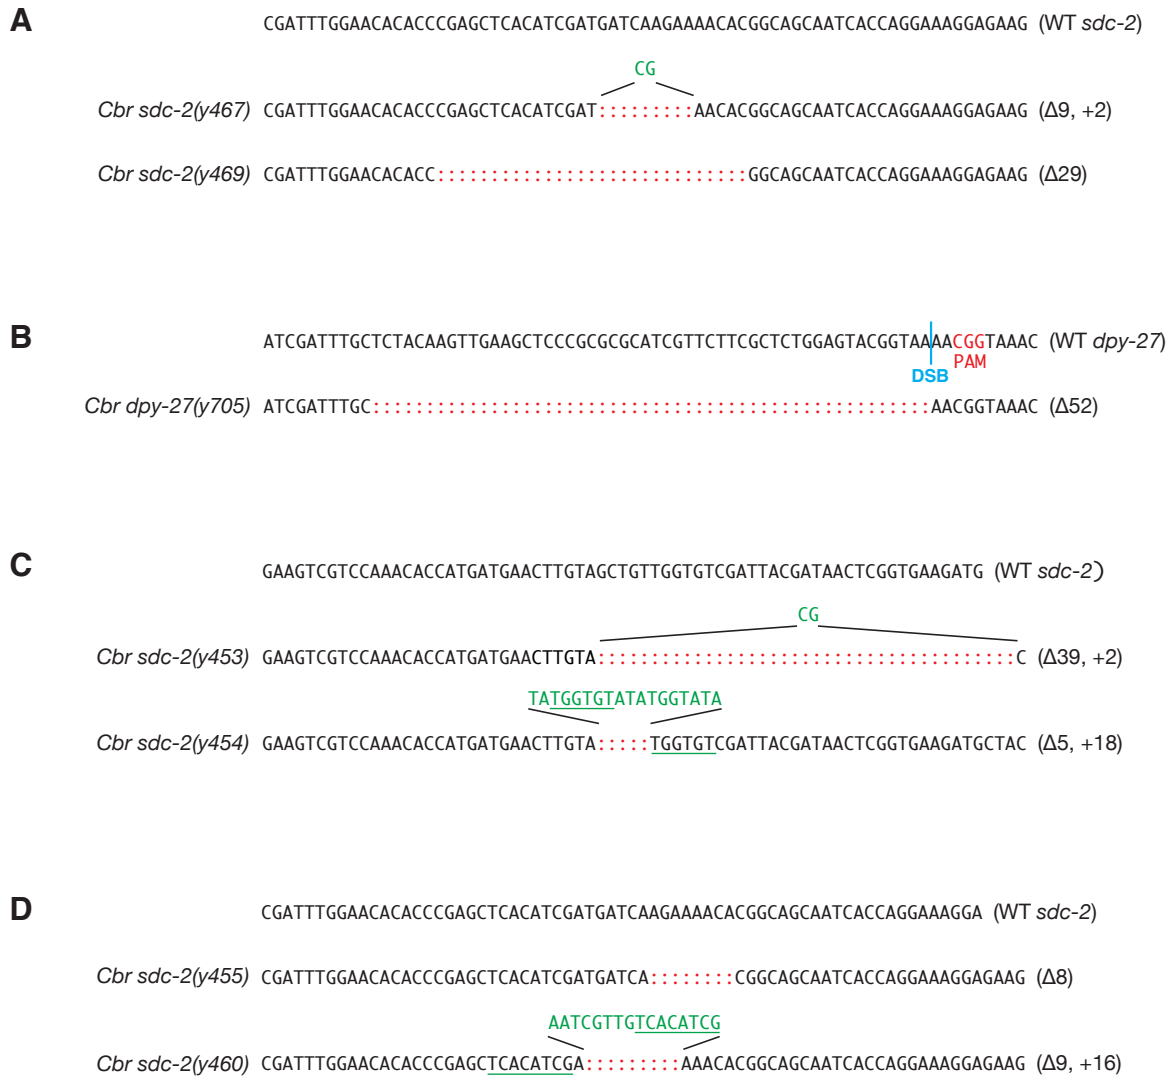 A
CGATTTGGAACACACCCGAGCTCACATCGATGATCAAGAAAACACGGCAGCAATCACCAGGAAAGGAGAAG (WT sdc-2)
CG
Cbr sdc-2(y467) CGATTTGGAACACACCCGAGCTCACATCGAT:::::::::AACACGGCAGCAATCACCAGGAAAGGAGAAG (Δ9, +2)
Cbr sdc-2(y469) CGATTTGGAACACACC:::::::::::::::::::::::::::::GGCAGCAATCACCAGGAAAGGAGAAG (Δ29)
B
ATCGATTTGCTCTACAAGTTGAAGCTCCCGCGCGCATCGTTCTTCGCTCTGGAGTACGGTAAAACGGTAAAC (WT dpy-27)
PAM
DSB
Cbr dpy-27(y705) ATCGATTTGC::::::::::::::::::::::::::::::::::::::::::::::::::::AACGGTAAAC (Δ52)
C
GAAGTCGTCCAAACACCATGATGAACTTGTAGCTGTTGGTGTCGATTACGATAACTCGGTGAAGATG (WT sdc-2)
CG
Cbr sdc-2(y453) GAAGTCGTCCAAACACCATGATGAACTTGTA:::::::::::::::::::::::::::::::::::::::C (Δ39, +2)
TATGGTGTATATGGTATA
Cbr sdc-2(y454) GAAGTCGTCCAAACACCATGATGAACTTGTA:::::TGGTGTCGATTACGATAACTCGGTGAAGATGCTAC (Δ5, +18)
D
CGATTTGGAACACACCCGAGCTCACATCGATGATCAAGAAAACACGGCAGCAATCACCAGGAAAGGA (WT sdc-2)
Cbr sdc-2(y455) CGATTTGGAACACACCCGAGCTCACATCGATGATCA::::::::CGGCAGCAATCACCAGGAAAGGAGAAG (Δ8)
AATCGTTGTCACATCG
Cbr sdc-2(y460) CGATTTGGAACACACCCGAGCTCACATCGA:::::::::AAACACGGCAGCAATCACCAGGAAAGGAGAAG (Δ9, +16)